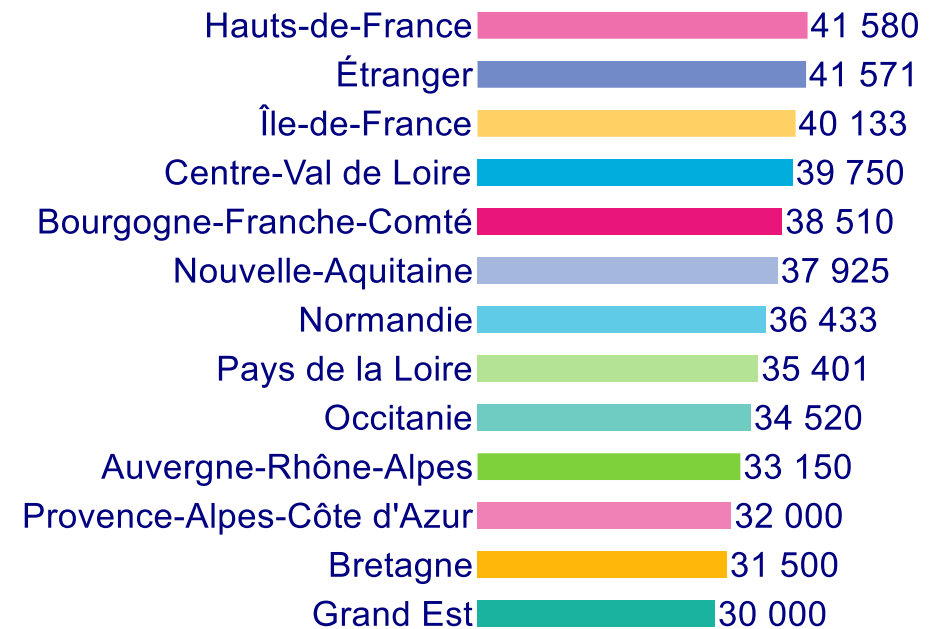 Hauts-de-France 41 580
Étranger 41 571
Île-de-France 40 133
Centre-Val de Loire 39 750
Bourgogne-Franche-Comté 38 510
Nouvelle-Aquitaine 37 925
Normandie 36 433
Pays de la Loire 35 401
Occitanie 34 520
Auvergne-Rhône-Alpes 33 150
Provence-Alpes-Côte d'Azur 32 000
Bretagne 31 500
Grand Est 30 000